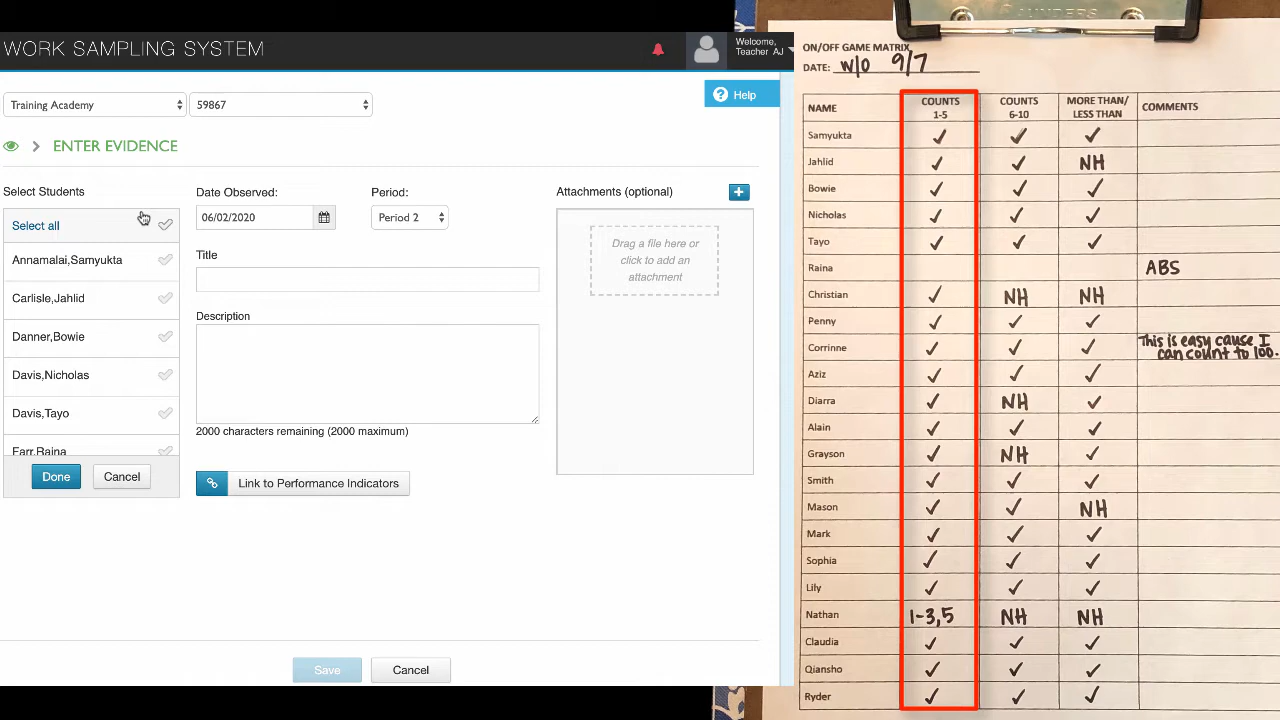 WORK SAMPLING SYSTEM
Welcome,
Teacher AJ
Training Academy
59867
Help
ENTER EVIDENCE
Select Students
Select all
Annamalai,Samyukta
Carlisle,Jahlid
Danner,Bowie
Davis,Nicholas
Davis,Tayo
Farr,Raina
Done
Cancel
Date Observed:
06/02/2020
Period:
Period 2
Title
Description
2000 characters remaining (2000 maximum)
Link to Performance Indicators
Attachments (optional)
Drag a file here or
click to add an
attachment
Save
Cancel
SAUNDERS
ON/OFF GAME MATRIX
DATE: W/O 9/7
NAME COUNTS 1-5 COUNTS 6-10 MORE THAN/ LESS THAN COMMENTS
Samyukta ✓ ✓ ✓
Jahlid ✓ ✓ NH
Bowie ✓ ✓ ✓
Nicholas ✓ ✓ ✓
Tayo ✓ ✓ ✓
Raina ABS
Christian ✓ NH NH
Penny ✓ ✓ ✓
Corrinne ✓ ✓ ✓ This is easy cause I can count to 100.
Aziz ✓ ✓ ✓
Diarra ✓ NH ✓
Alain ✓ ✓ ✓
Grayson ✓ NH ✓
Smith ✓ ✓ ✓
Mason ✓ ✓ NH
Mark ✓ ✓ ✓
Sophia ✓ ✓ ✓
Lily ✓ ✓ ✓
Nathan 1-3,5 NH NH
Claudia ✓ ✓ ✓
Qiansho ✓ ✓ ✓
Ryder ✓ ✓ ✓